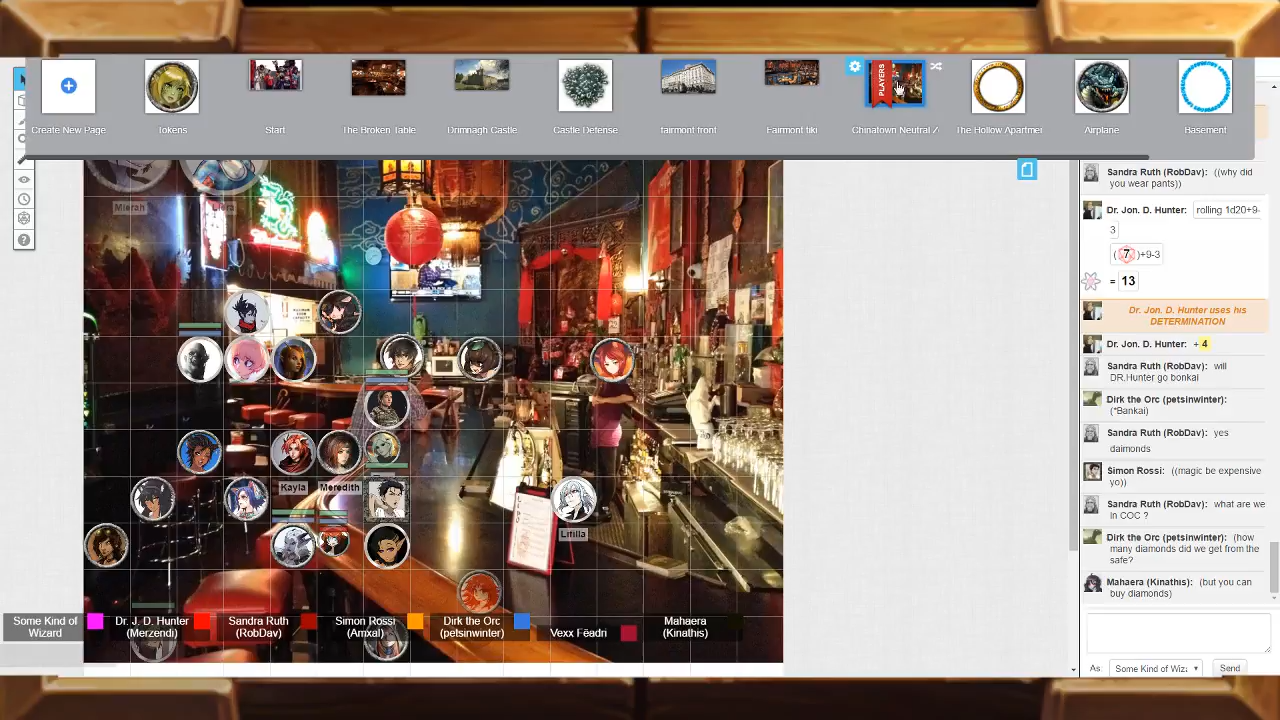 Create New Page
Tokens
Start
The Broken Table
Drimnagh Castle
Castle Defense
fairmont front
Fairmont tiki
PLAYERS
Chinatown Neutral Z
The Hollow Apartmer
Airplane
Basement
Mierah
Liera
Kayla
Meredith
Lifilla
Some Kind of
Wizard
Dr. J. D. Hunter
(Merzendi)
Sandra Ruth
(RobDav)
Simon Rossi
(Amxal)
Dirk the Orc
(petsinwinter)
Vexx Fëadri
Mahaera
(Kinathis)
Sandra Ruth (RobDav): ((why did
you wear pants))
Dr. Jon. D. Hunter: rolling 1d20+9-
3
(7)+9-3
= 13
Dr. Jon. D. Hunter uses his
DETERMINATION
Dr. Jon. D. Hunter: + 4
Sandra Ruth (RobDav): will
DR.Hunter go bonkai
Dirk the Orc (petsinwinter):
(*Bankai)
Sandra Ruth (RobDav): yes
daimonds
Simon Rossi: ((magic be expensive
yo))
Sandra Ruth (RobDav): what are we
in COC ?
Dirk the Orc (petsinwinter): (how
many diamonds did we get from the
safe?
Mahaera (Kinathis): (but you can
buy diamonds)
As
Some Kind of Wiz
Send